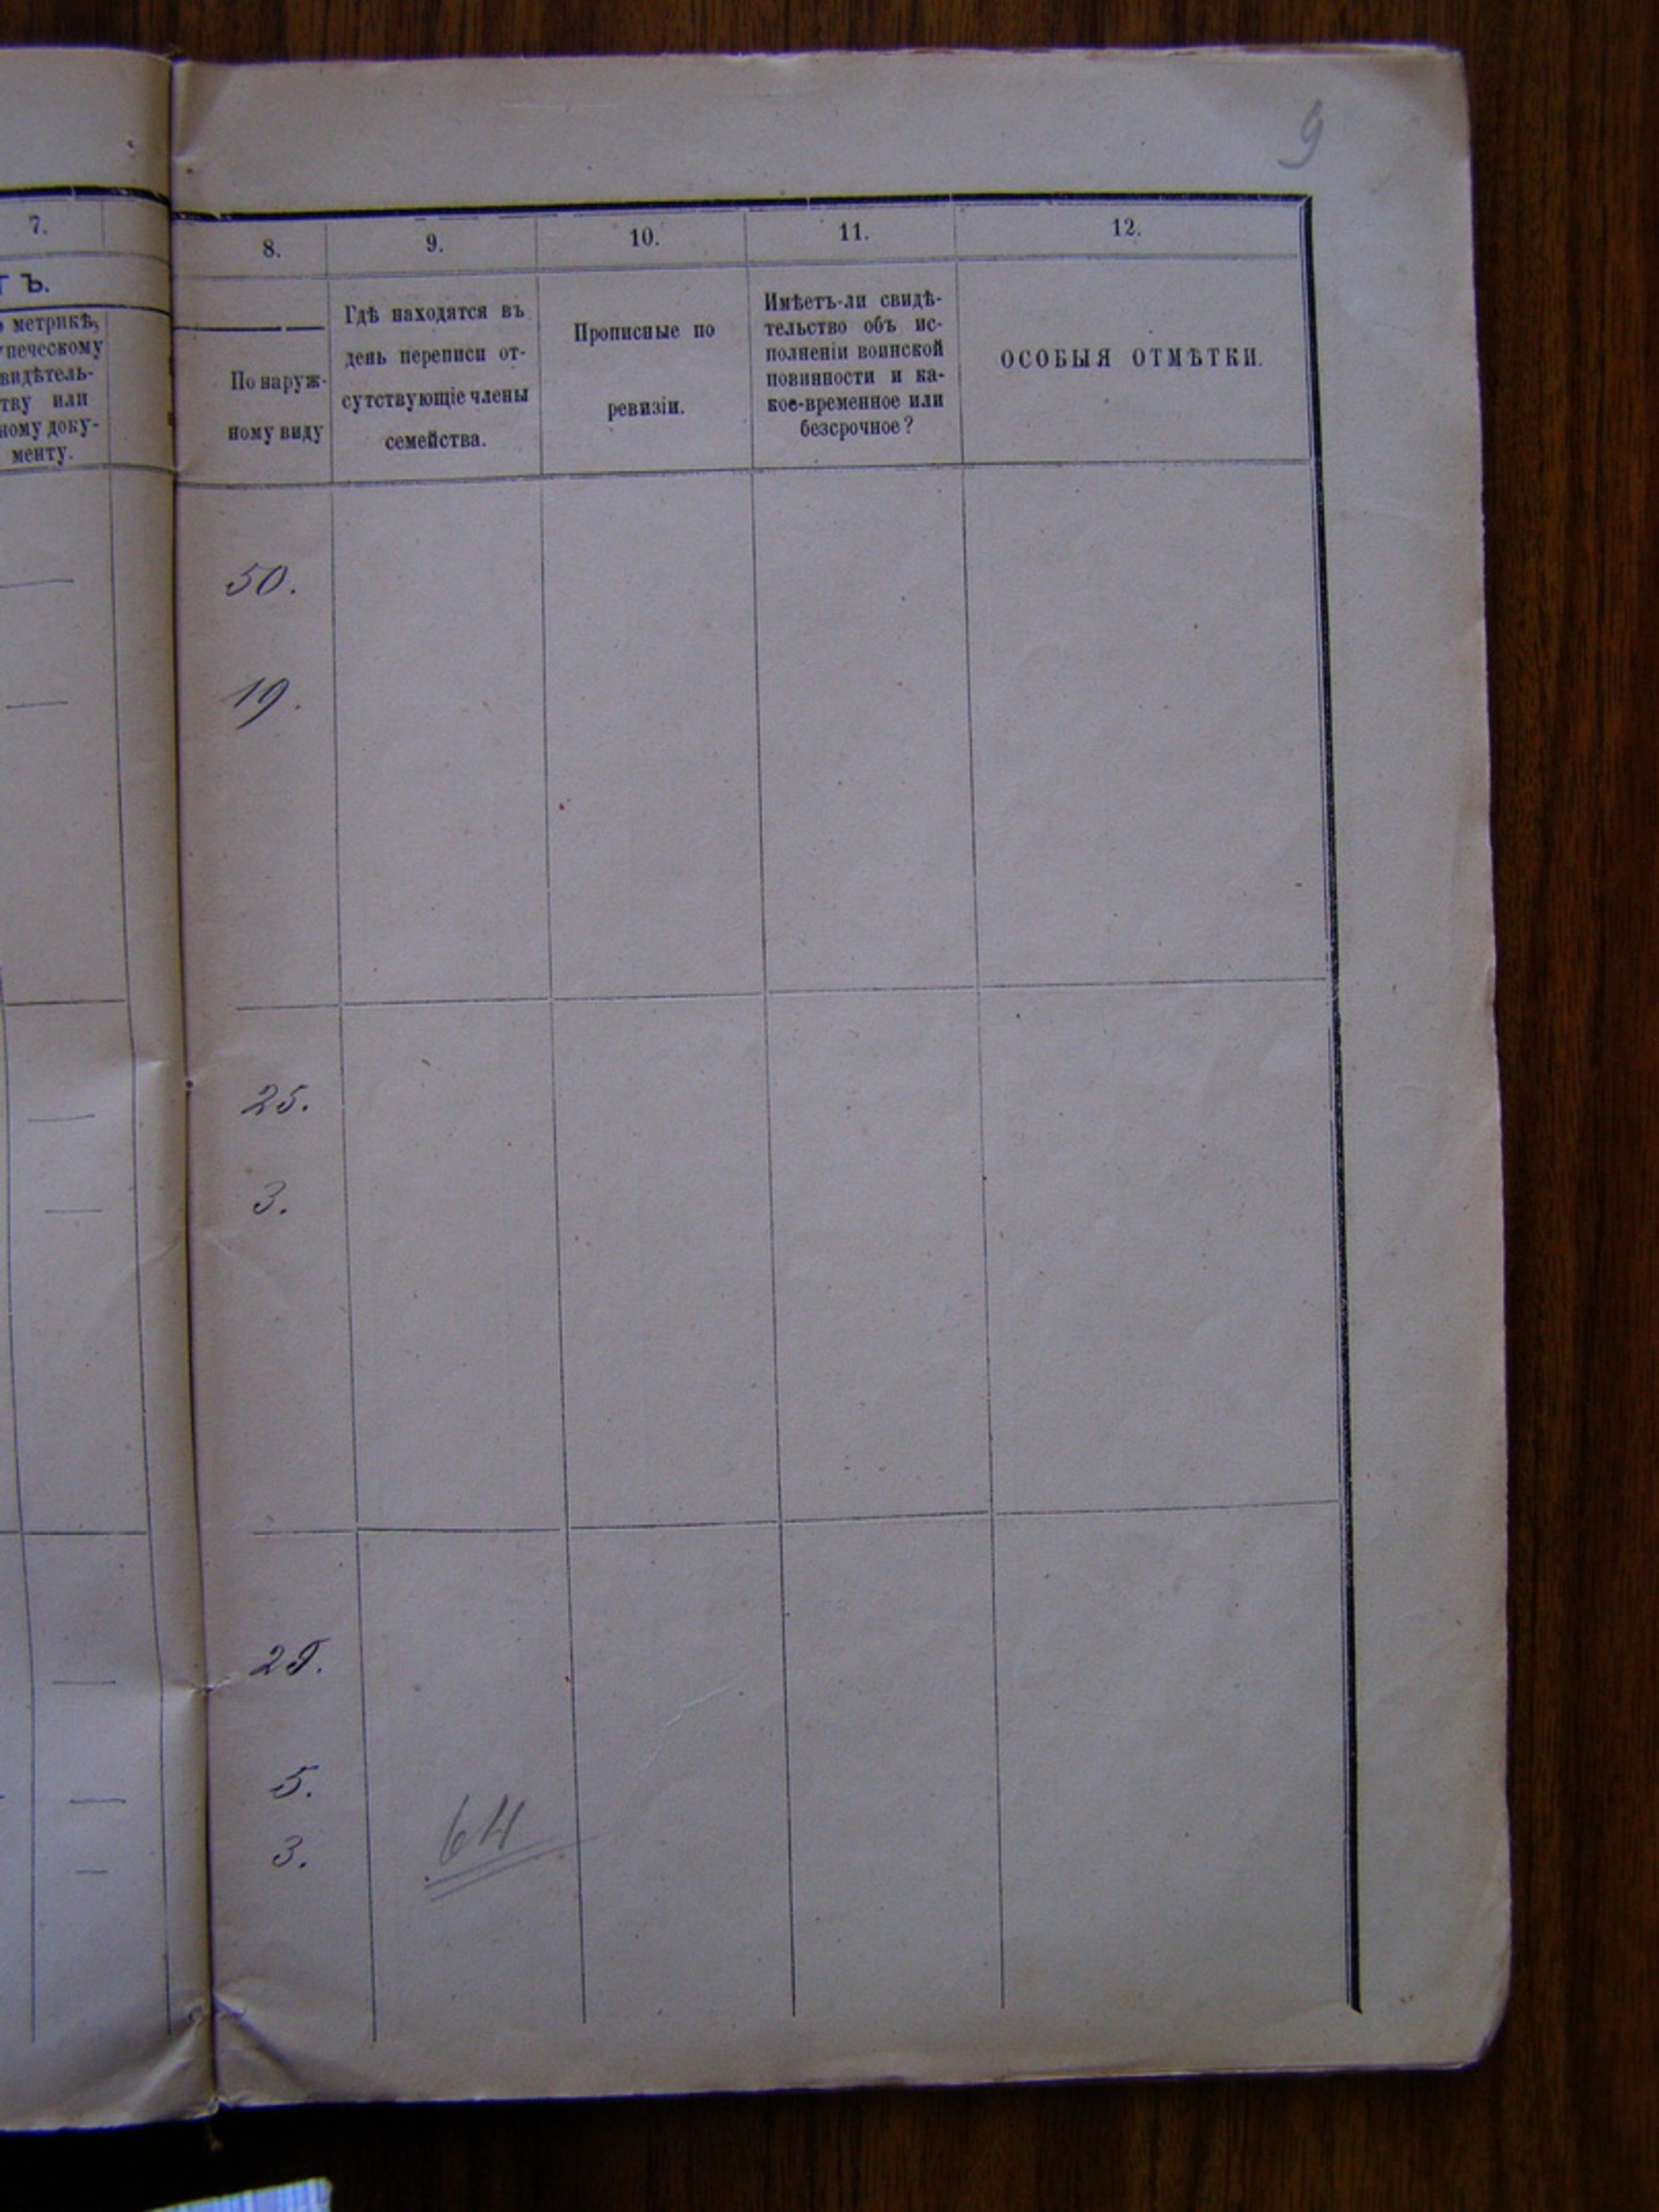 9
7.
8.
9.
10.
11.
12.
ТЪ.
метрикѣ,
печескому
видѣтель-
тву или
ному доку-
менту.
По наруж-
ному виду
Гдѣ находятся въ
день переписи от-
сутствующіе члены
семейства.
Прописные по
ревизіи.
Имѣетъ-ли свидѣ-
тельство объ ис-
полненіи воинской
повинности и ка-
кое-временное или
безсрочное?
ОСОБЫЯ ОТМѢТКИ.
50.
19.
25.
3.
5.
3.
64